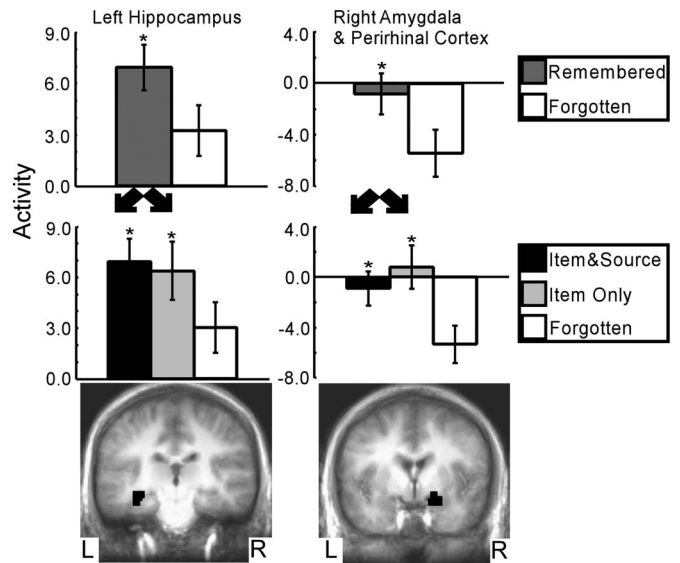 Left Hippocampus
Right Amygdala
& Perirhinal Cortex
Activity
9.0
6.0
3.0
0.0
*
4.0
0.0
-4.0
-8.0
*
Remembered
Forgotten
9.0
6.0
3.0
0.0
* *
4.0
0.0
-4.0
-8.0
* *
Item&Source
Item Only
Forgotten
L R
L R